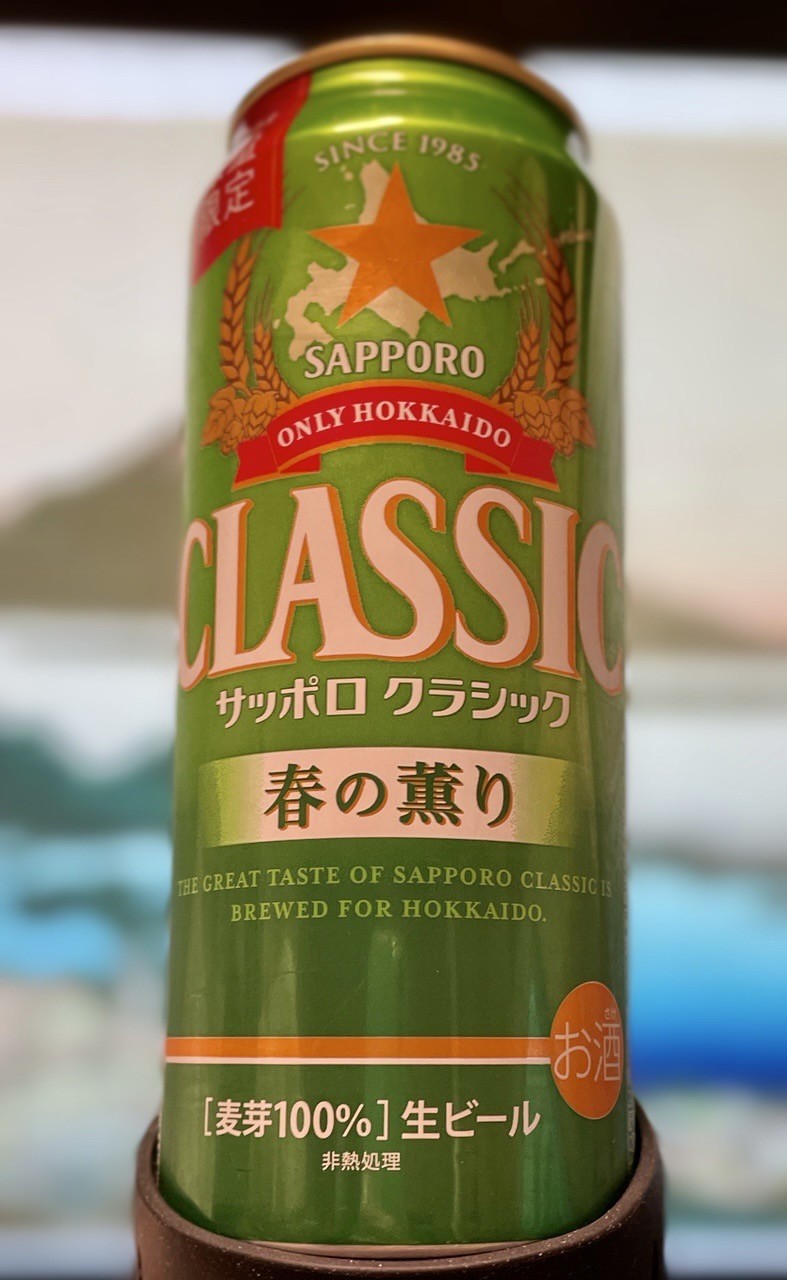 限定
SINCE 1985
SAPPORO
ONLY HOKKAIDO
CLASSIC
サッポロ クラシック
春の薫り
THE GREAT TASTE OF SAPPORO CLASSIC IS
BREWED FOR HOKKAIDO.
さけ
お酒
[麦芽100%] 生ビール
非熱処理